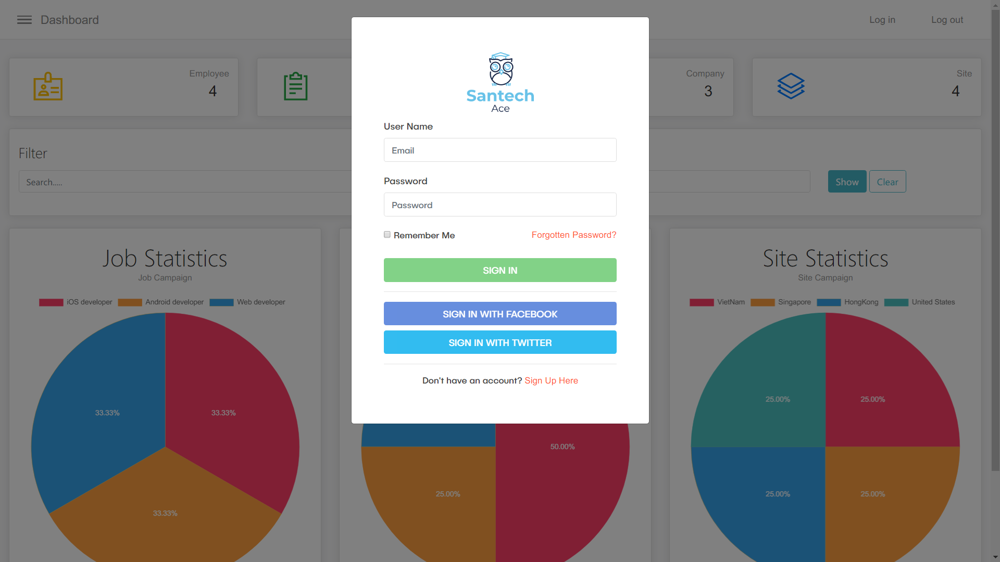 Dashboard
Log in
Log out
Employee
4
Company
3
Site
4
Filter
Search.....
Show
Clear
Santech
Ace
User Name
Email
Password
Password
Remember Me
Forgotten Password?
SIGN IN
SIGN IN WITH FACEBOOK
SIGN IN WITH TWITTER
Don't have an account? Sign Up Here
Job Statistics
Job Campaign
iOS developer Android developer Web developer
33.33%
33.33%
33.33%
50.00%
25.00%
Site Statistics
Site Campaign
VietNam Singapore HongKong United States
25.00%
25.00%
25.00%
25.00%